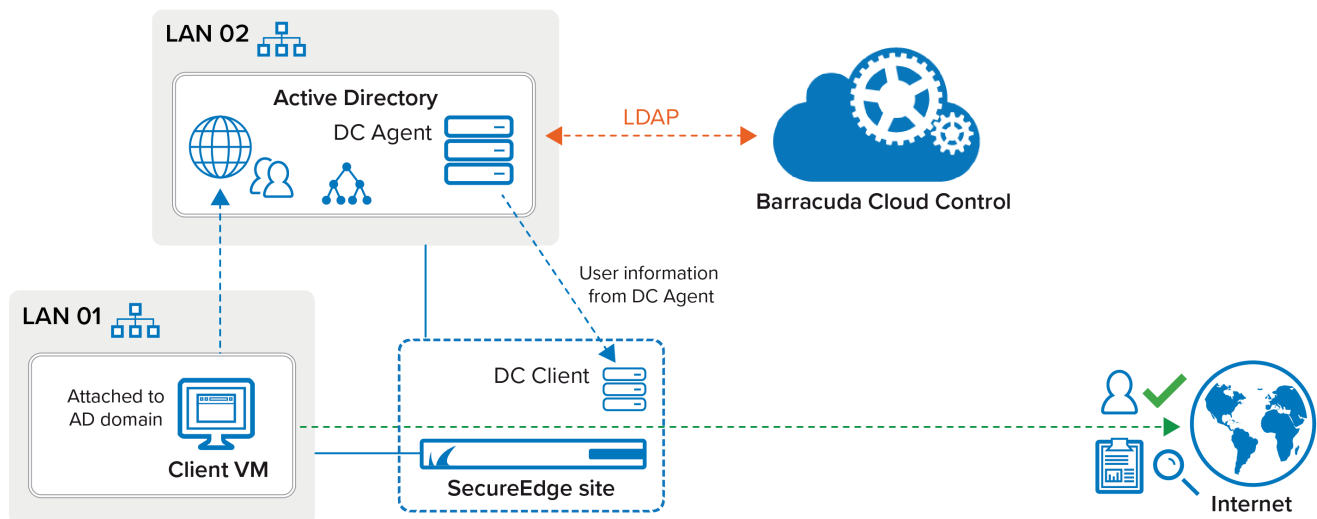 LAN 02
Active Directory
DC Agent
LDAP
Barracuda Cloud Control
User information
from DC Agent
LAN 01
Attached to
AD domain
Client VM
DC Client
SecureEdge site
Internet